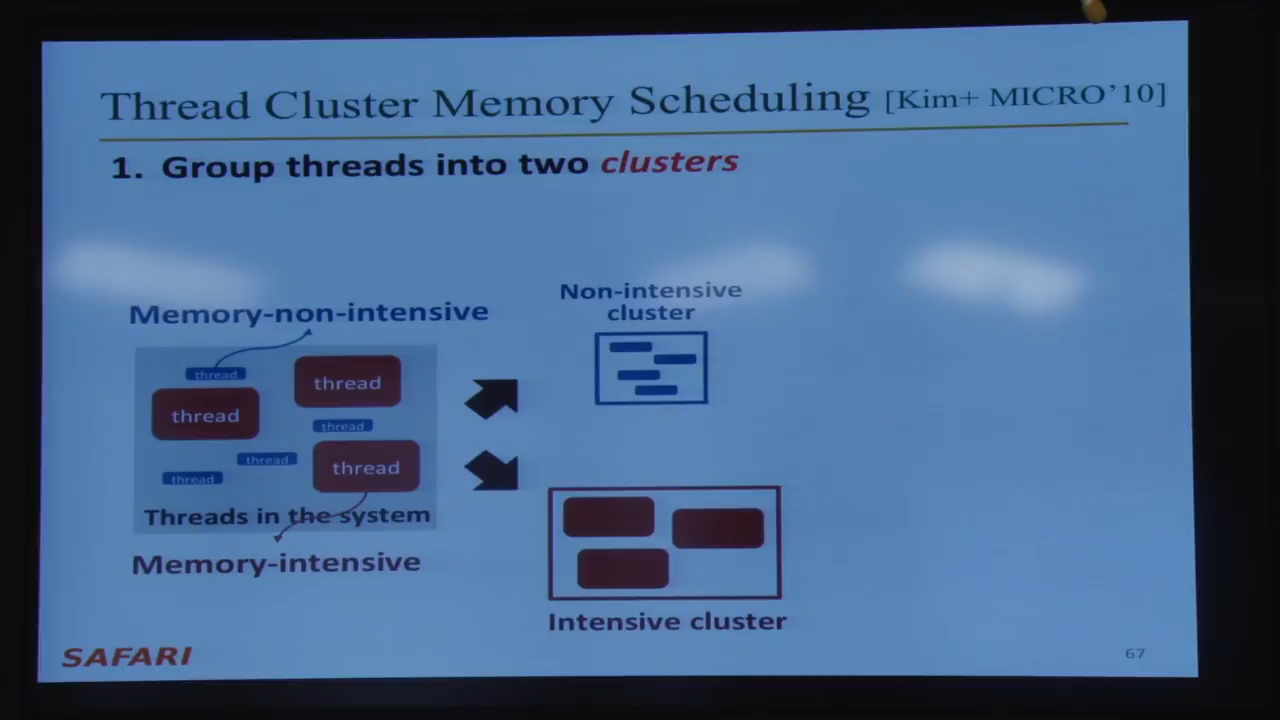 Thread Cluster Memory Scheduling [Kim+ MICRO'10]
1. Group threads into two clusters
Memory-non-intensive
thread
thread
thread
thread
thread
thread
thread
Threads in the system
Memory-intensive
Non-intensive
cluster
Intensive cluster
SAFARI
67